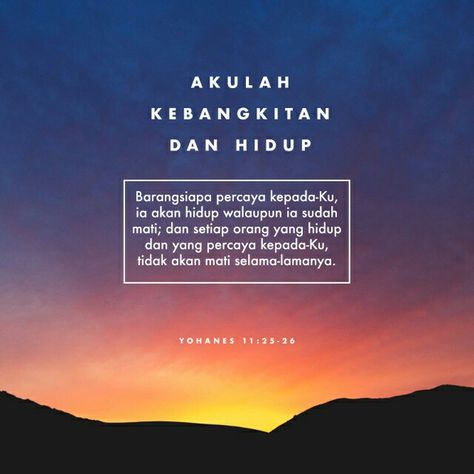 AKULAH
KEBANGKITAN
DAN HIDUP
Barangsiapa percaya kepada-Ku,
ia akan hidup walaupun ia sudah
mati; dan setiap orang yang hidup
dan yang percaya kepada-Ku,
tidak akan mati selama-lamanya.
YOHANES 11:25-26